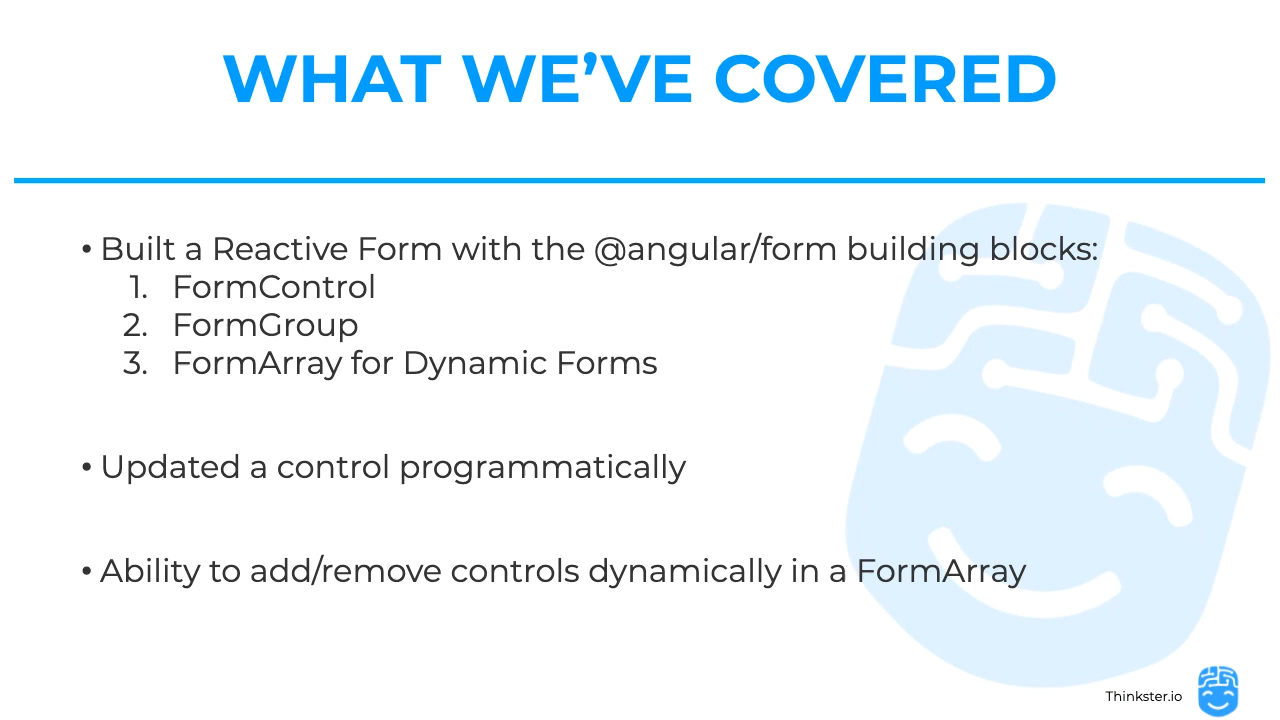 WHAT WE’VE COVERED
• Built a Reactive Form with the @angular/form building blocks:
1. FormControl
2. FormGroup
3. FormArray for Dynamic Forms
• Updated a control programmatically
• Ability to add/remove controls dynamically in a FormArray
Thinkster.io